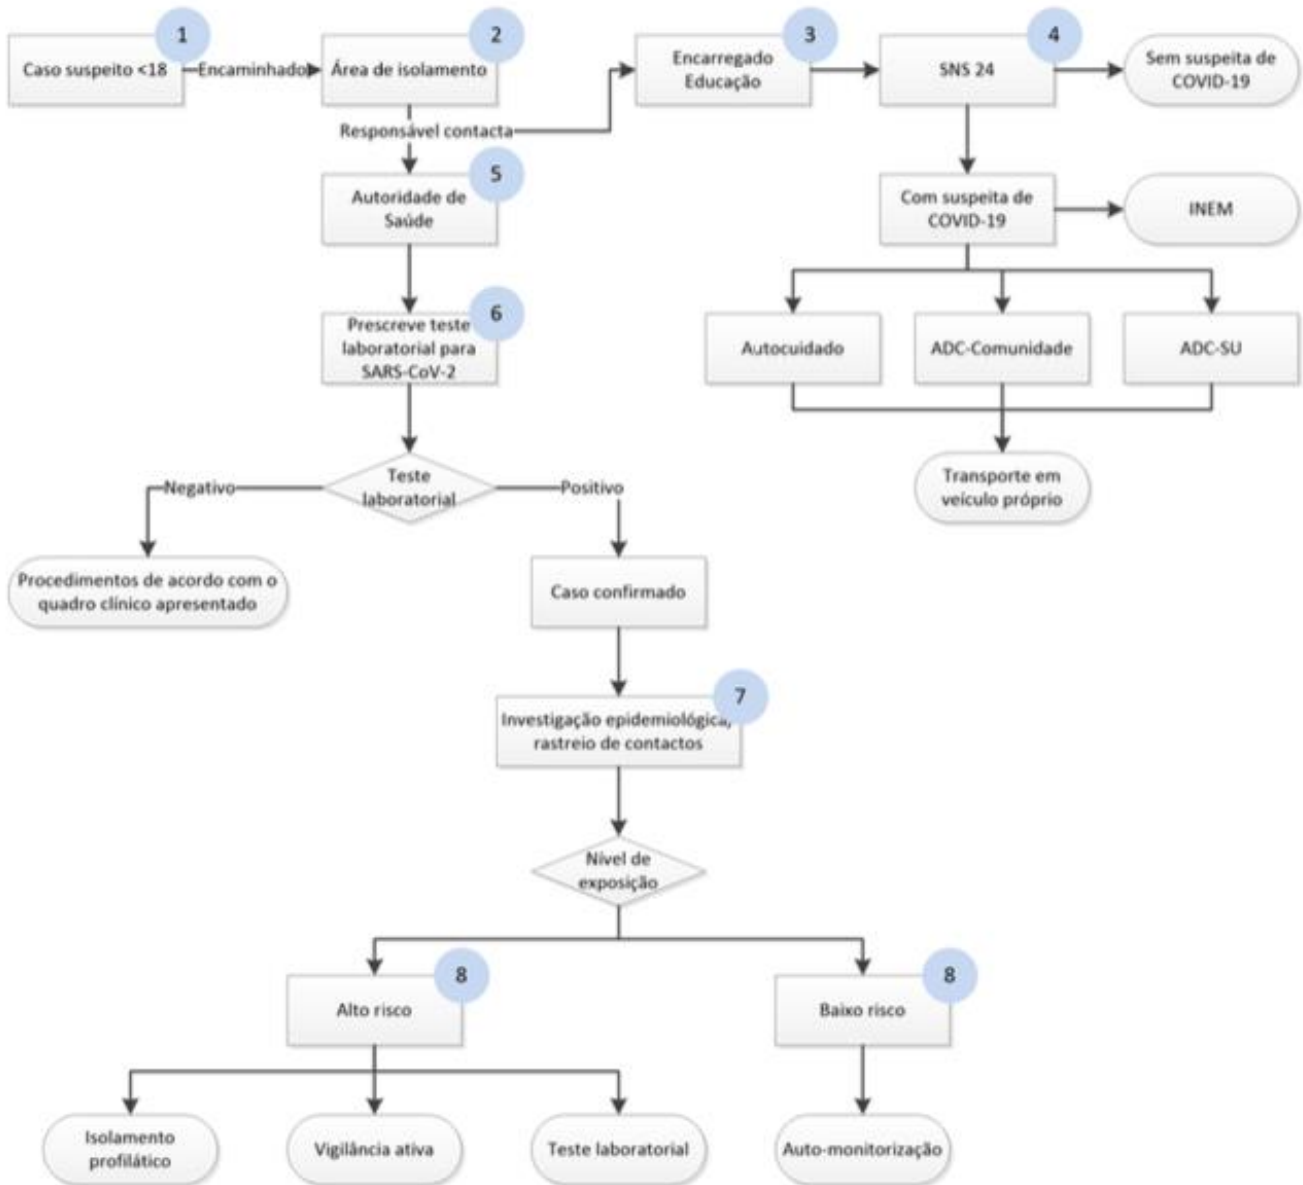 1
Caso suspeito <18
Encaminhado
2
Área de isolamento
Responsável contacta
3
Encarregado
Educação
4
SNS 24
Sem suspeita de
COVID-19
Com suspeita de
COVID-19
INEM
Autocuidado
ADC-Comunidade
ADC-SU
Transporte em
veículo próprio
5
Autoridade de
Saúde
6
Prescreve teste
laboratorial para
SARS-CoV-2
Teste
laboratorial
Negativo
Positivo
Procedimentos de acordo com o
quadro clínico apresentado
Caso confirmado
7
Investigação epidemiológica/
rastreio de contactos
Nível de
exposição
8
Alto risco
8
Baixo risco
Isolamento
profilático
Vigilância ativa
Teste laboratorial
Auto-monitorização